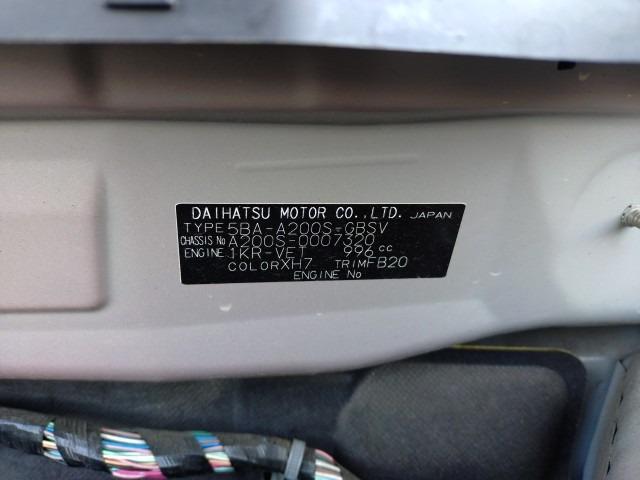 DAIHATSU MOTOR CO.,LTD. JAPAN
TYPE 5BA-A200S-GBSV
CHASSIS No A200S-0007320
ENGINE 1KR-VET 996 cc
COLOR XH7 TRIM FB20
ENGINE No